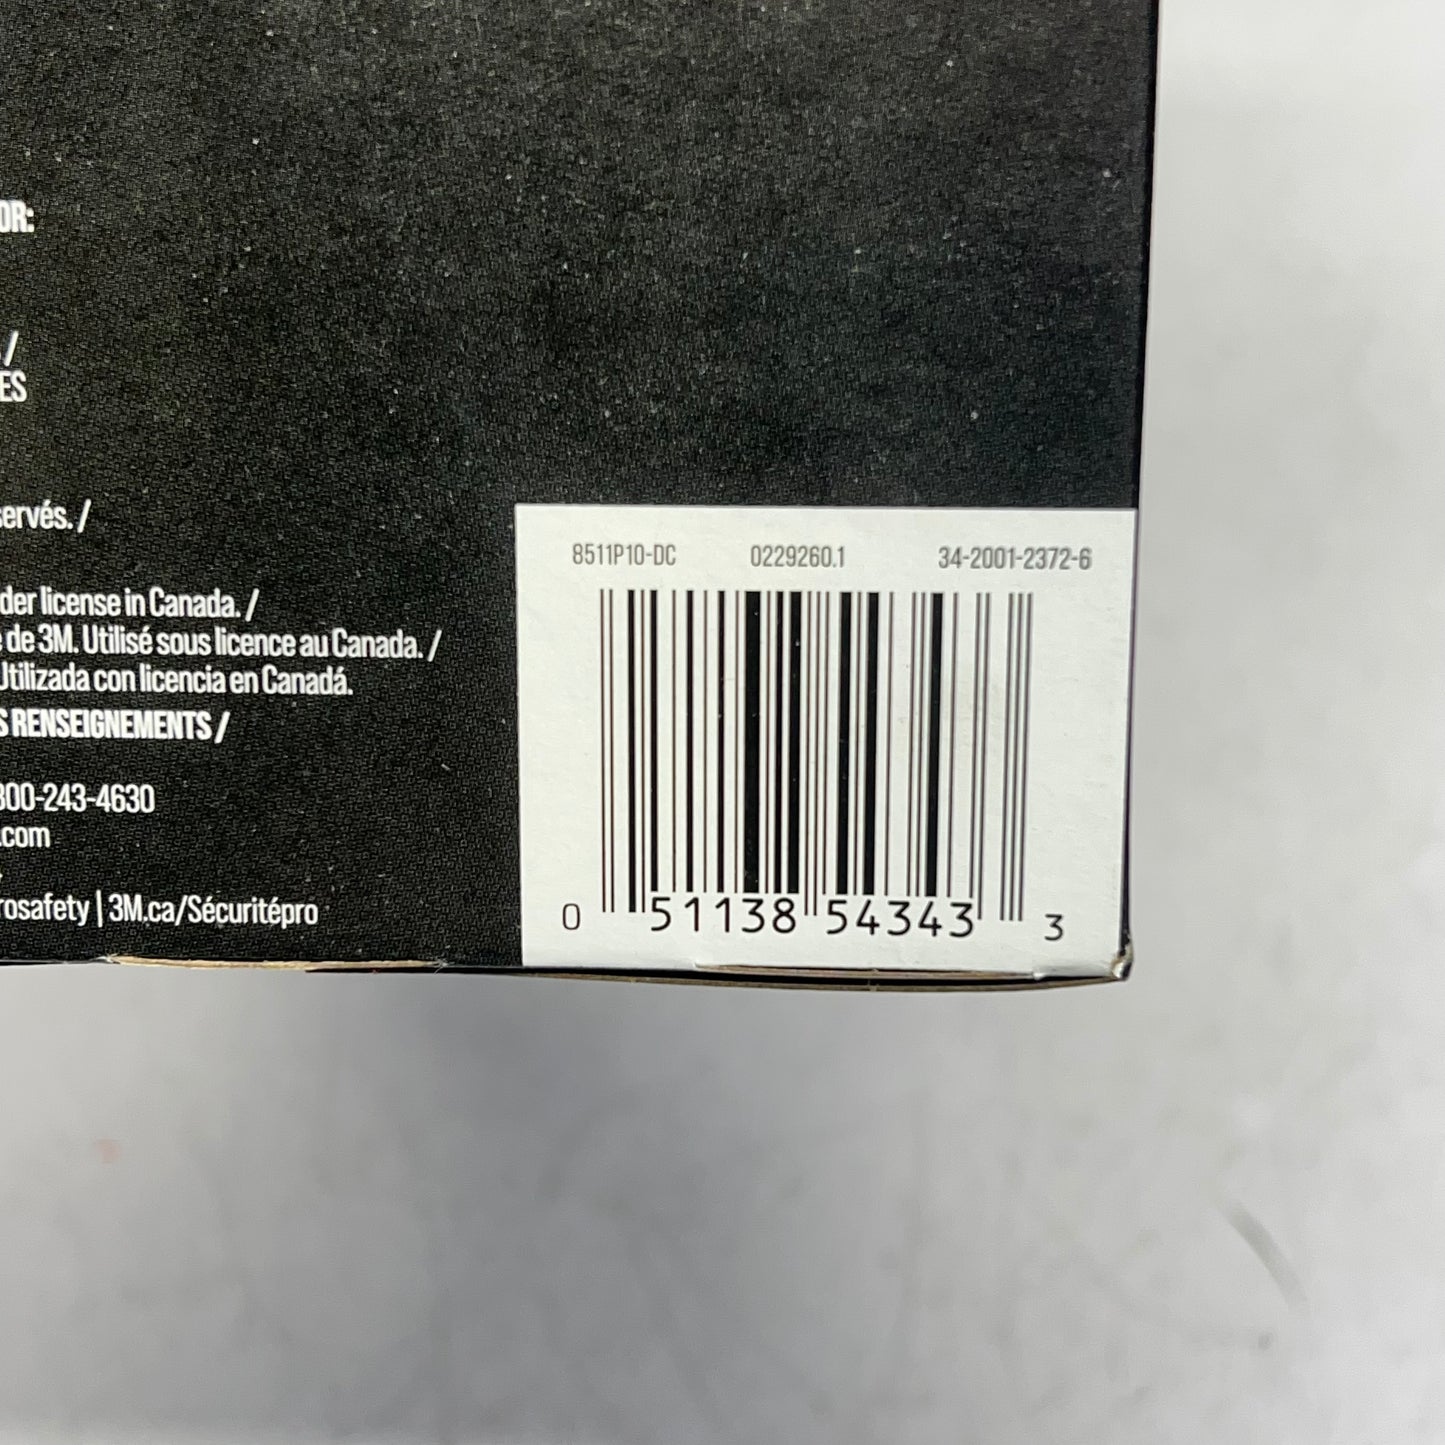 OR:
/
ES
servés. /
der license in Canada. /
de 3M. Utilisé sous licence au Canada. /
Utilizada con licencia en Canadá.
S RENSEIGNEMENTS /
800-243-4630
.com
rosafety | 3M.ca/Sécuritépro
8511P10-DC 0229260.1 34-2001-2372-6
0 51138 54343 3